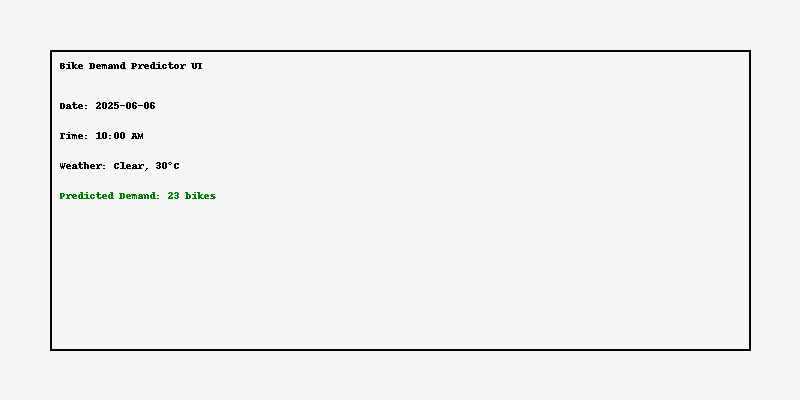 Bike Demand Predictor UI
Date: 2025-06-06
Time: 10:00 AM
Weather: Clear, 30°C
Predicted Demand: 23 bikes